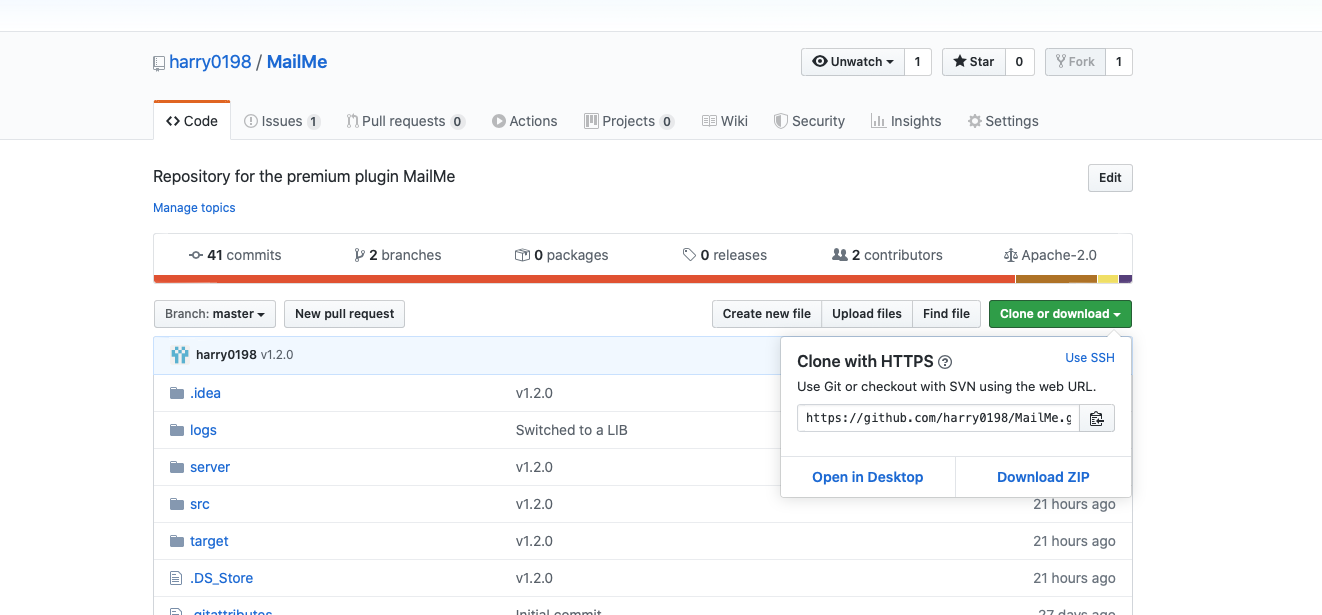 harry0198 / MailMe
Unwatch 1 Star 0 Fork 1
Code Issues 1 Pull requests 0 Actions Projects 0 Wiki Security Insights Settings
Repository for the premium plugin MailMe
Edit
Manage topics
41 commits 2 branches 0 packages 0 releases 2 contributors Apache-2.0
Branch: master New pull request Create new file Upload files Find file Clone or download
harry0198 v1.2.0
Clone with HTTPS Use SSH
Use Git or checkout with SVN using the web URL.
https://github.com/harry0198/MailMe.g
Open in Desktop Download ZIP
.idea v1.2.0
logs Switched to a LIB
server v1.2.0
src v1.2.0 21 hours ago
target v1.2.0 21 hours ago
.DS_Store v1.2.0 21 hours ago
.gitattributes Initial commit 27 days ago